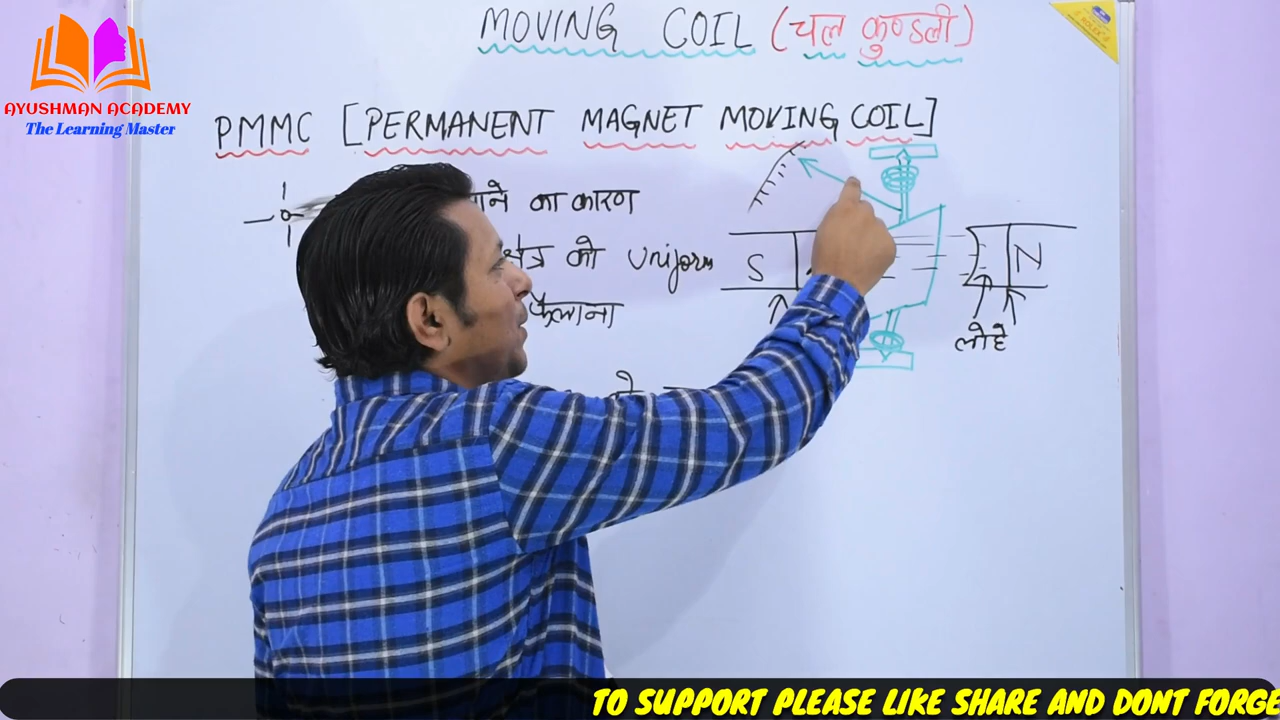 MOVING COIL (चल कुण्डली)
AYUSHMAN ACADEMY
The Learning Master
PMMC [PERMANENT MAGNET MOVING COIL]
का कारण
को Uniform
फैलाना
S
N
लोहे
TO SUPPORT PLEASE LIKE SHARE AND DONT FORGE